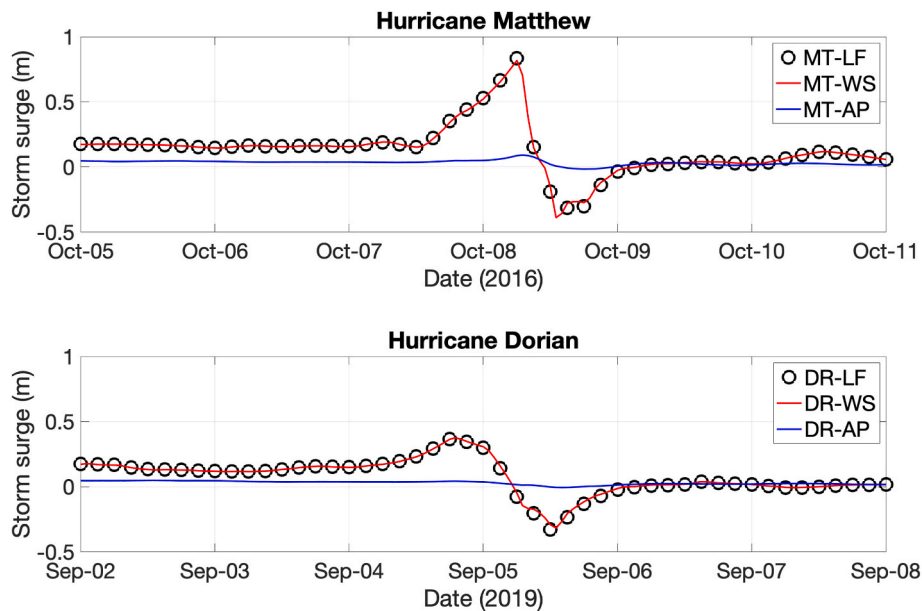 Hurricane Matthew
1
0.5
0
-0.5
Storm surge (m)
MT-LF
MT-WS
MT-AP
Oct-05 Oct-06 Oct-07 Oct-08 Oct-09 Oct-10 Oct-11
Date (2016)
Hurricane Dorian
1
0.5
0
-0.5
Storm surge (m)
DR-LF
DR-WS
DR-AP
Sep-02 Sep-03 Sep-04 Sep-05 Sep-06 Sep-07 Sep-08
Date (2019)